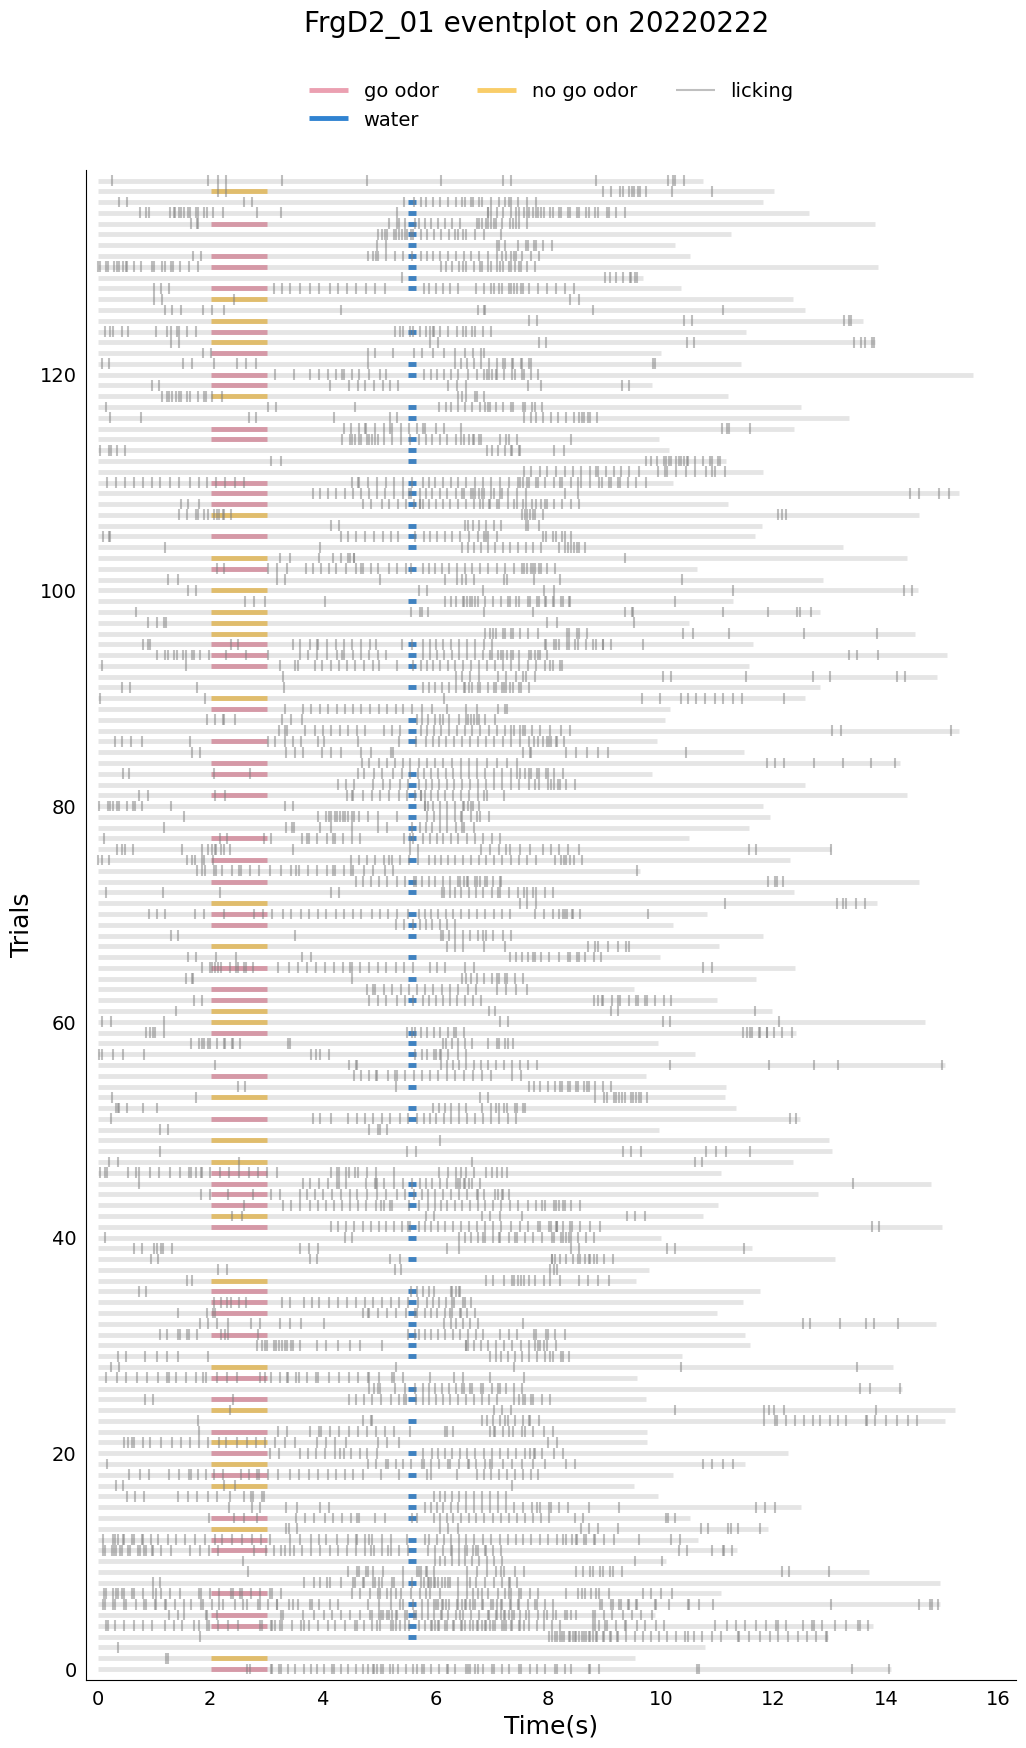 FrgD2_01 eventplot on 20220222
go odor
no go odor
licking
water
120
100
80
60
40
20
0
Trials
0 2 4 6 8 10 12 14 16
Time(s)